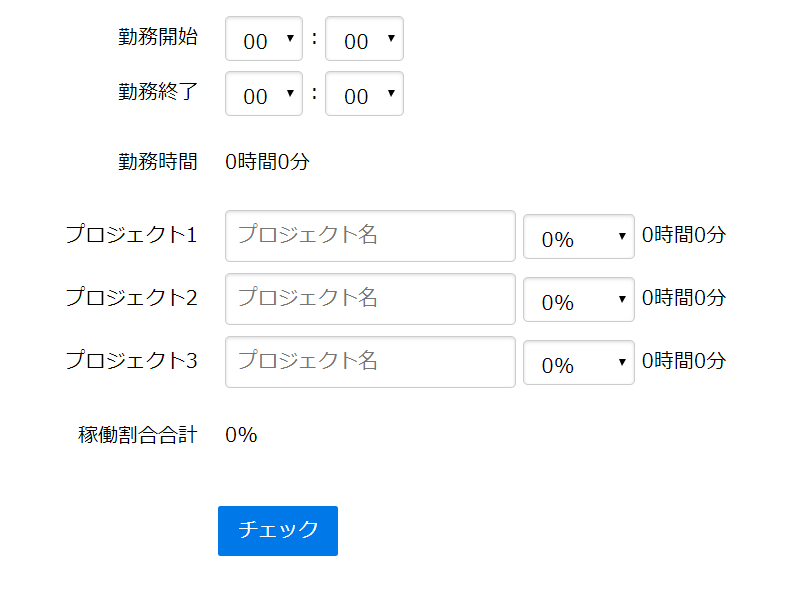 勤務開始 00 : 00
勤務終了 00 : 00
勤務時間 0時間0分
プロジェクト1 プロジェクト名 0% 0時間0分
プロジェクト2 プロジェクト名 0% 0時間0分
プロジェクト3 プロジェクト名 0% 0時間0分
稼働割合合計 0%
チェック